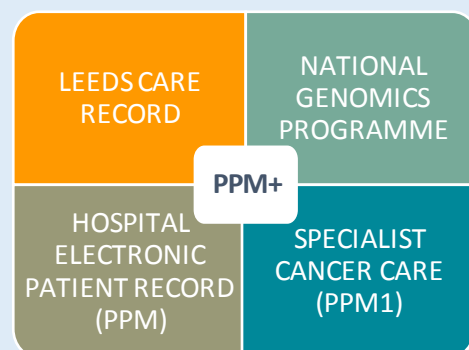 LEEDS CARE
RECORD
NATIONAL
GENOMICS
PROGRAMME
PPM+
HOSPITAL
ELECTRONIC
PATIENT RECORD
(PPM)
SPECIALIST
CANCER CARE
(PPM1)